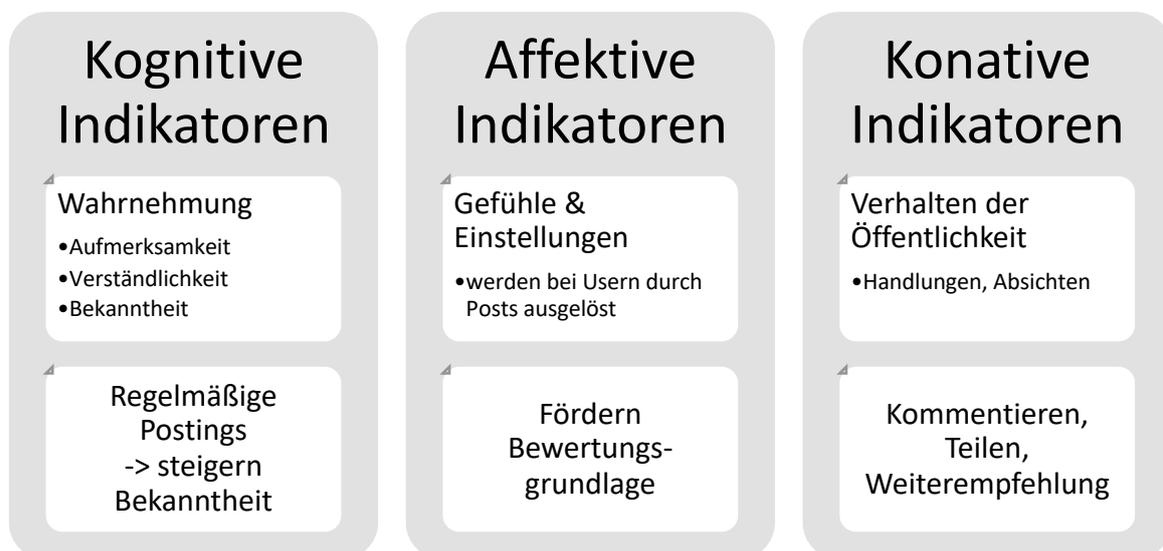 Kognitive
Indikatoren
Wahrnehmung
•Aufmerksamkeit
•Verständlichkeit
•Bekanntheit
Regelmäßige
Postings
-> steigern
Bekanntheit
Affektive
Indikatoren
Gefühle &
Einstellungen
•werden bei Usern durch
Posts ausgelöst
Fördern
Bewertungs-
grundlage
Konative
Indikatoren
Verhalten der
Öffentlichkeit
•Handlungen, Absichten
Kommentieren,
Teilen,
Weiterempfehlung